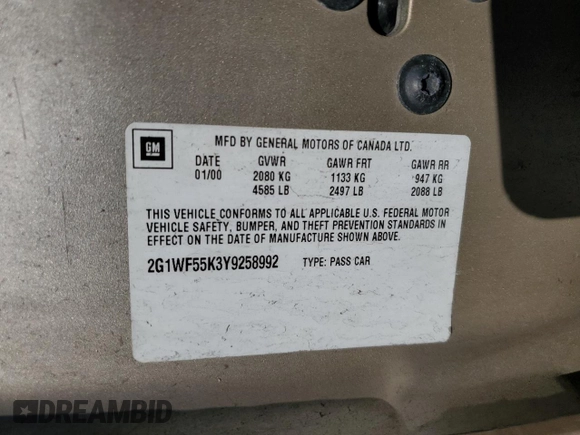 GM
MFD BY GENERAL MOTORS OF CANADA LTD.
DATE GVWR GAWR FRT GAWR RR
01/00 2080 KG 1133 KG 947 KG
4585 LB 2497 LB 2088 LB
THIS VEHICLE CONFORMS TO ALL APPLICABLE U.S. FEDERAL MOTOR
VEHICLE SAFETY, BUMPER, AND THEFT PREVENTION STANDARDS
IN EFFECT ON THE DATE OF MANUFACTURE SHOWN ABOVE.
2G1WF55K3Y9258992 TYPE: PASS CAR
DREAMBID